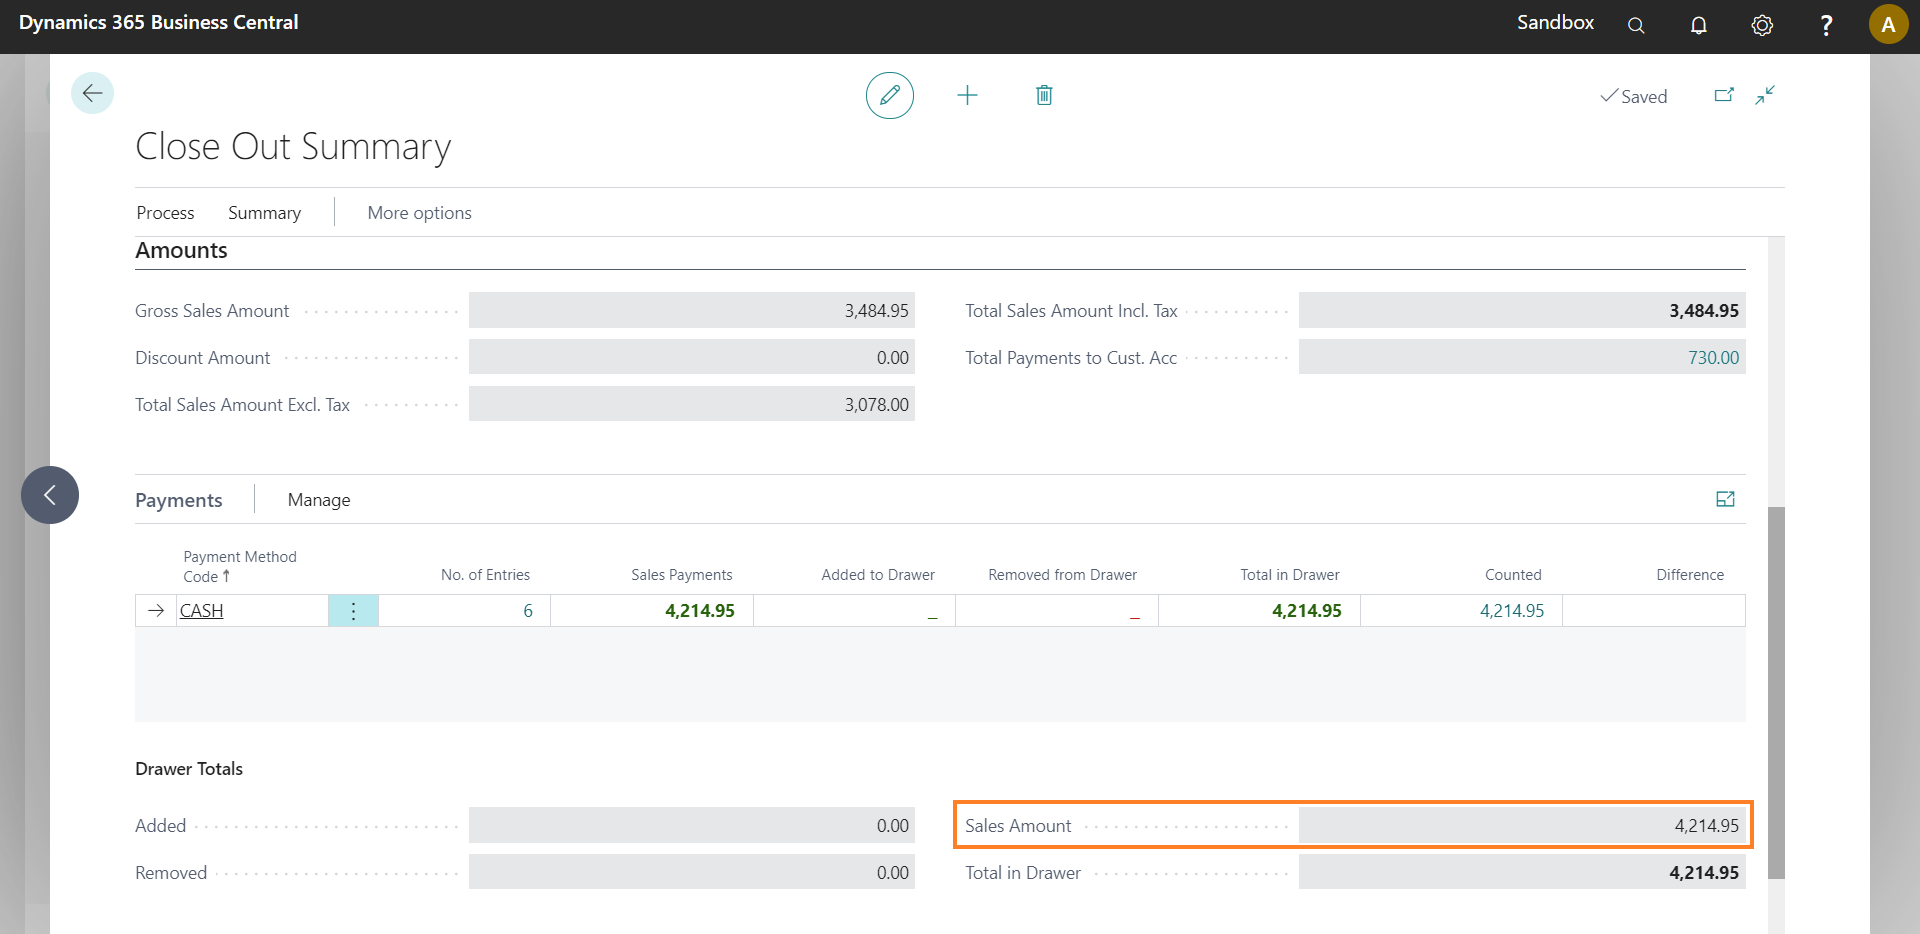 Dynamics 365 Business Central
Sandbox
?
A
Saved
Close Out Summary
Process Summary More options
Amounts
Gross Sales Amount 3,484.95
Total Sales Amount Incl. Tax 3,484.95
Discount Amount 0.00
Total Payments to Cust. Acc 730.00
Total Sales Amount Excl. Tax 3,078.00
Payments Manage
Payment Method
Code ↑ No. of Entries Sales Payments Added to Drawer Removed from Drawer Total in Drawer Counted Difference
→ CASH 6 4,214.95 _ _ 4,214.95 4,214.95
Drawer Totals
Added 0.00
Sales Amount 4,214.95
Removed 0.00
Total in Drawer 4,214.95